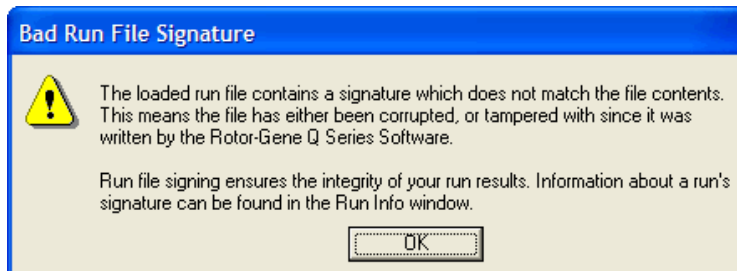 Bad Run File Signature
The loaded run file contains a signature which does not match the file contents.
This means the file has either been corrupted, or tampered with since it was
written by the Rotor-Gene Q Series Software.
Run file signing ensures the integrity of your run results. Information about a run's
signature can be found in the Run Info window.
OK